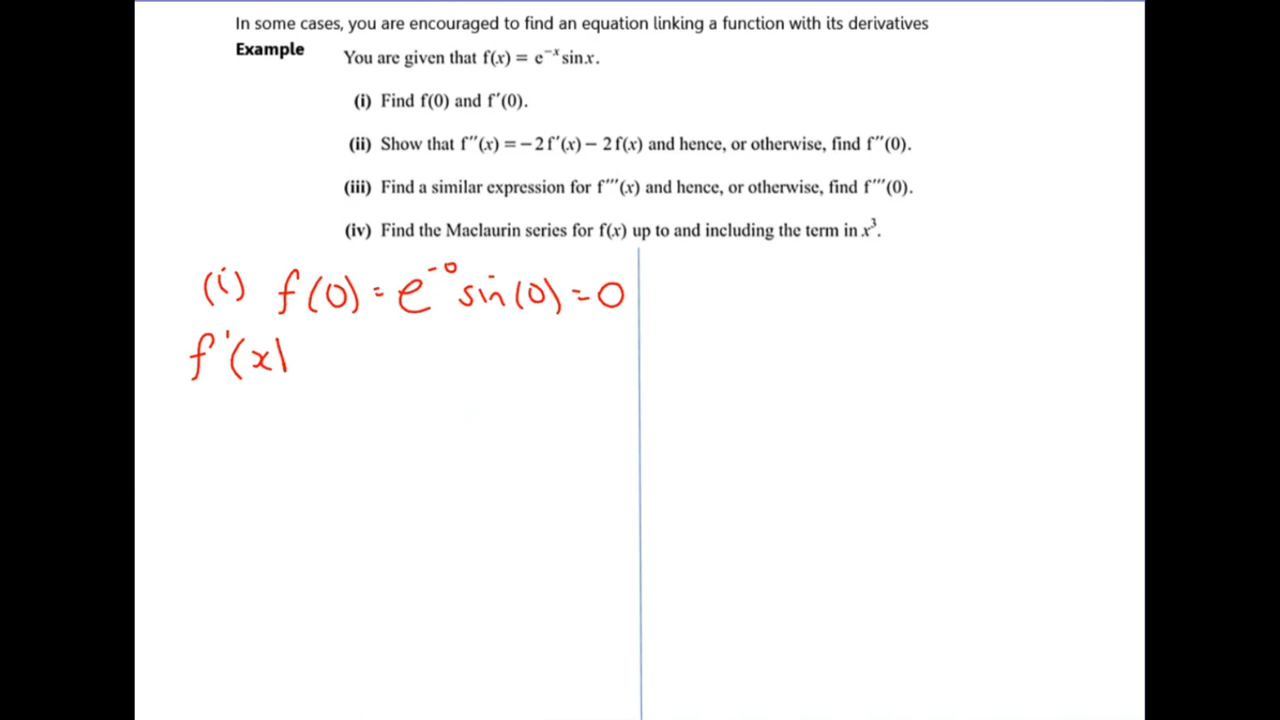 In some cases, you are encouraged to find an equation linking a function with its derivatives
Example You are given that f(x) = e⁻ˣ sin x.
(i) Find f(0) and f′(0).
(ii) Show that f″(x) = −2f′(x) − 2f(x) and hence, or otherwise, find f″(0).
(iii) Find a similar expression for f‴(x) and hence, or otherwise, find f‴(0).
(iv) Find the Maclaurin series for f(x) up to and including the term in x³.
(i) f(0) = e⁻⁰ sin(0) = 0
f'(x)